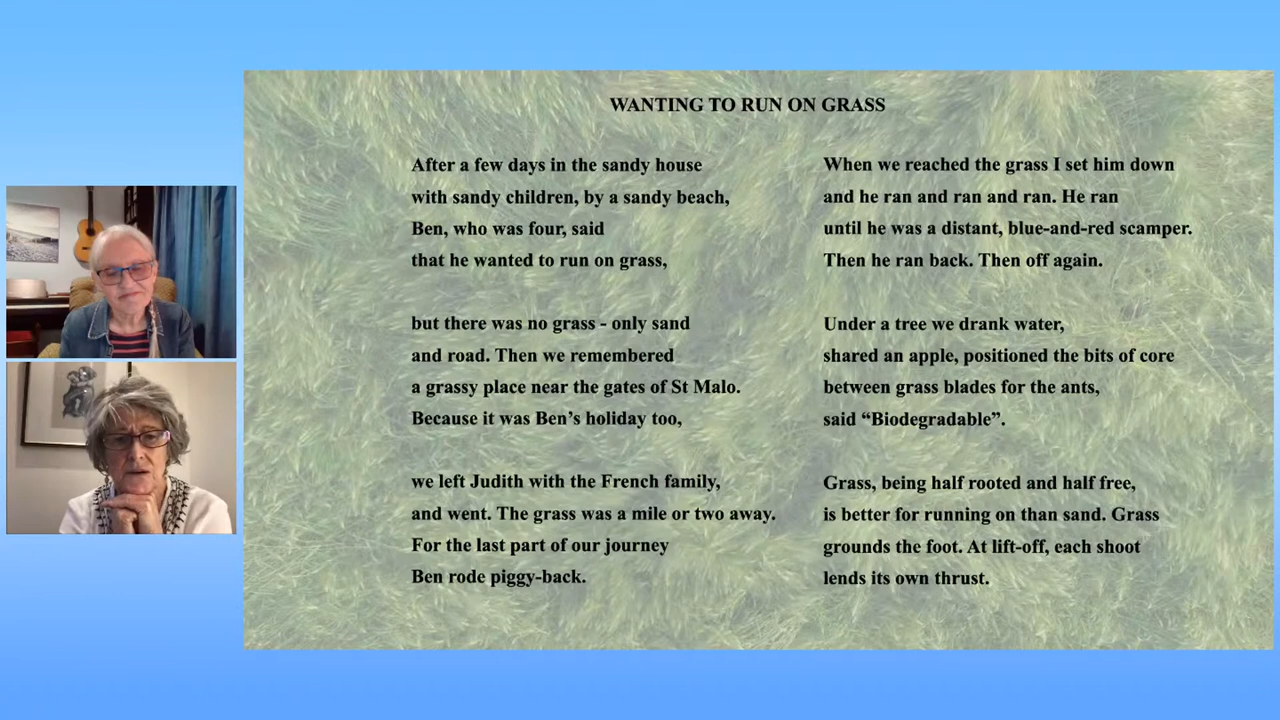 WANTING TO RUN ON GRASS
After a few days in the sandy house
with sandy children, by a sandy beach,
Ben, who was four, said
that he wanted to run on grass,
but there was no grass - only sand
and road. Then we remembered
a grassy place near the gates of St Malo.
Because it was Ben’s holiday too,
we left Judith with the French family,
and went. The grass was a mile or two away.
For the last part of our journey
Ben rode piggy-back.
When we reached the grass I set him down
and he ran and ran and ran. He ran
until he was a distant, blue-and-red scamper.
Then he ran back. Then off again.
Under a tree we drank water,
shared an apple, positioned the bits of core
between grass blades for the ants,
said “Biodegradable”.
Grass, being half rooted and half free,
is better for running on than sand. Grass
grounds the foot. At lift-off, each shoot
lends its own thrust.